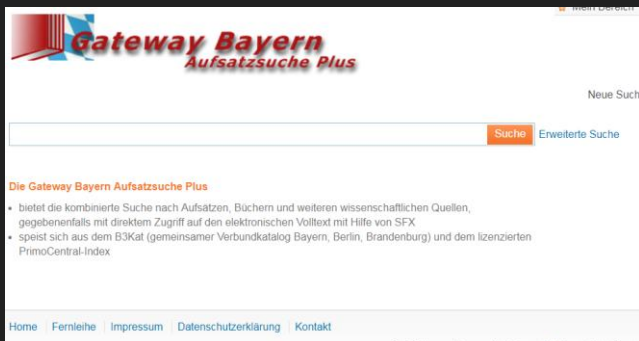 Mein Bereich
Gateway Bayern
Aufsatzsuche Plus
Neue Such
Suche Erweiterte Suche
Die Gateway Bayern Aufsatzsuche Plus
• bietet die kombinierte Suche nach Aufsätzen, Büchern und weiteren wissenschaftlichen Quellen,
gegebenenfalls mit direktem Zugriff auf den elektronischen Volltext mit Hilfe von SFX
• speist sich aus dem B3Kat (gemeinsamer Verbundkatalog Bayern, Berlin, Brandenburg) und dem lizenzierten
PrimoCentral-Index
Home Fernleihe Impressum Datenschutzerklärung Kontakt